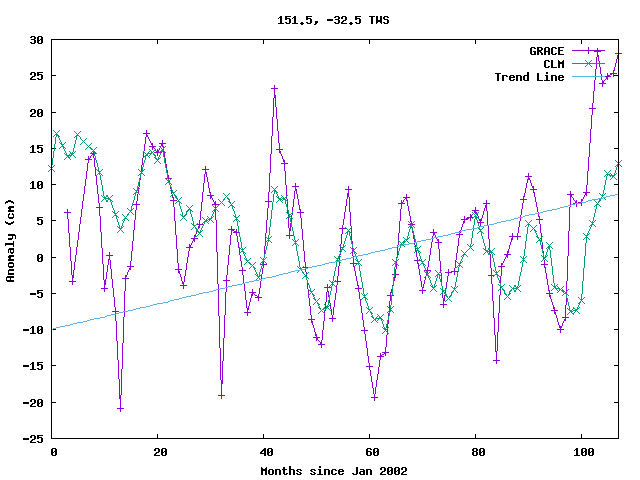 151.5, -32.5 TWS
GRACE
CLM
Trend Line
30
25
20
15
10
5
0
-5
-10
-15
-20
-25
Anomaly (cm)
0 20 40 60 80 100
Months since Jan 2002